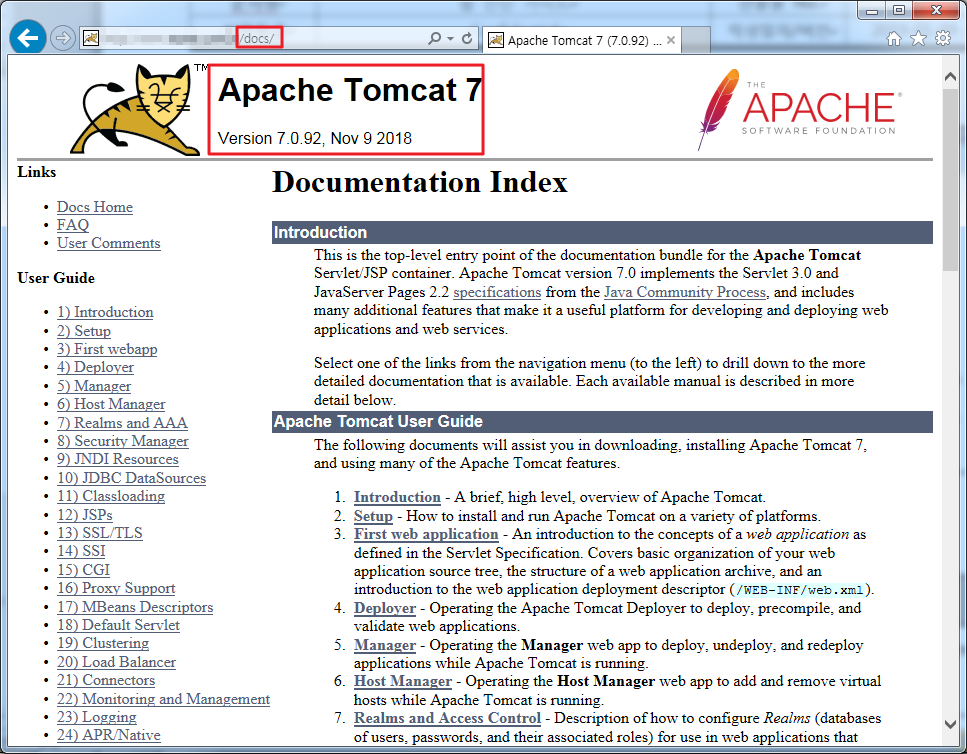 /docs/
Apache Tomcat 7 (7.0.92) ...
TM
Apache Tomcat 7
Version 7.0.92, Nov 9 2018
THE
APACHE®
SOFTWARE FOUNDATION
Links
Docs Home
FAQ
User Comments
User Guide
1) Introduction
2) Setup
3) First webapp
4) Deployer
5) Manager
6) Host Manager
7) Realms and AAA
8) Security Manager
9) JNDI Resources
10) JDBC DataSources
11) Classloading
12) JSPs
13) SSL/TLS
14) SSI
15) CGI
16) Proxy Support
17) MBeans Descriptors
18) Default Servlet
19) Clustering
20) Load Balancer
21) Connectors
22) Monitoring and Management
23) Logging
24) APR/Native
Documentation Index
Introduction
This is the top-level entry point of the documentation bundle for the Apache Tomcat
Servlet/JSP container. Apache Tomcat version 7.0 implements the Servlet 3.0 and
JavaServer Pages 2.2 specifications from the Java Community Process, and includes
many additional features that make it a useful platform for developing and deploying web
applications and web services.
Select one of the links from the navigation menu (to the left) to drill down to the more
detailed documentation that is available. Each available manual is described in more
detail below.
Apache Tomcat User Guide
The following documents will assist you in downloading, installing Apache Tomcat 7,
and using many of the Apache Tomcat features.
1. Introduction - A brief, high level, overview of Apache Tomcat.
2. Setup - How to install and run Apache Tomcat on a variety of platforms.
3. First web application - An introduction to the concepts of a web application as
defined in the Servlet Specification. Covers basic organization of your web
application source tree, the structure of a web application archive, and an
introduction to the web application deployment descriptor (/WEB-INF/web.xml).
4. Deployer - Operating the Apache Tomcat Deployer to deploy, precompile, and
validate web applications.
5. Manager - Operating the Manager web app to deploy, undeploy, and redeploy
applications while Apache Tomcat is running.
6. Host Manager - Operating the Host Manager web app to add and remove virtual
hosts while Apache Tomcat is running.
7. Realms and Access Control - Description of how to configure Realms (databases
of users, passwords, and their associated roles) for use in web applications that